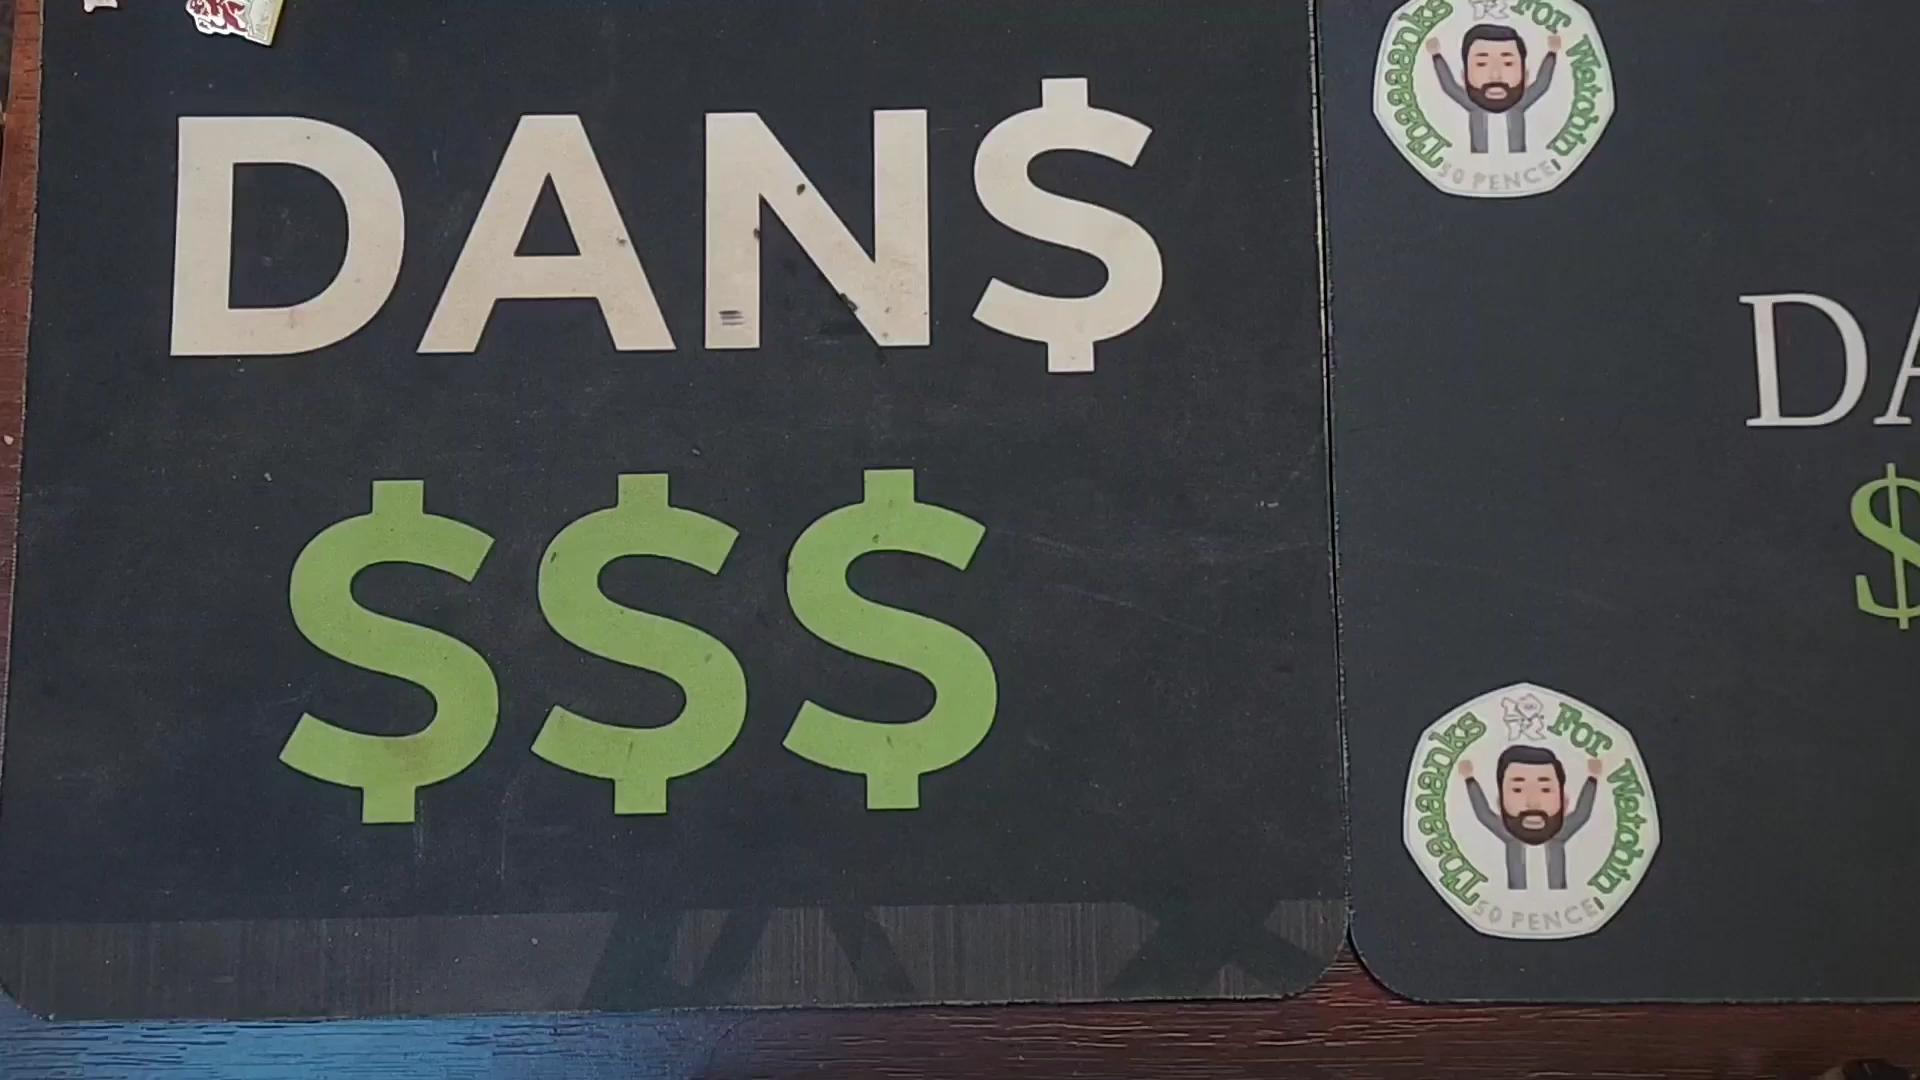 DAN$
$$$
Thaaaanks For Watchin
50 PENCE
DA
$
Thaaaanks For Watchin
50 PENCE